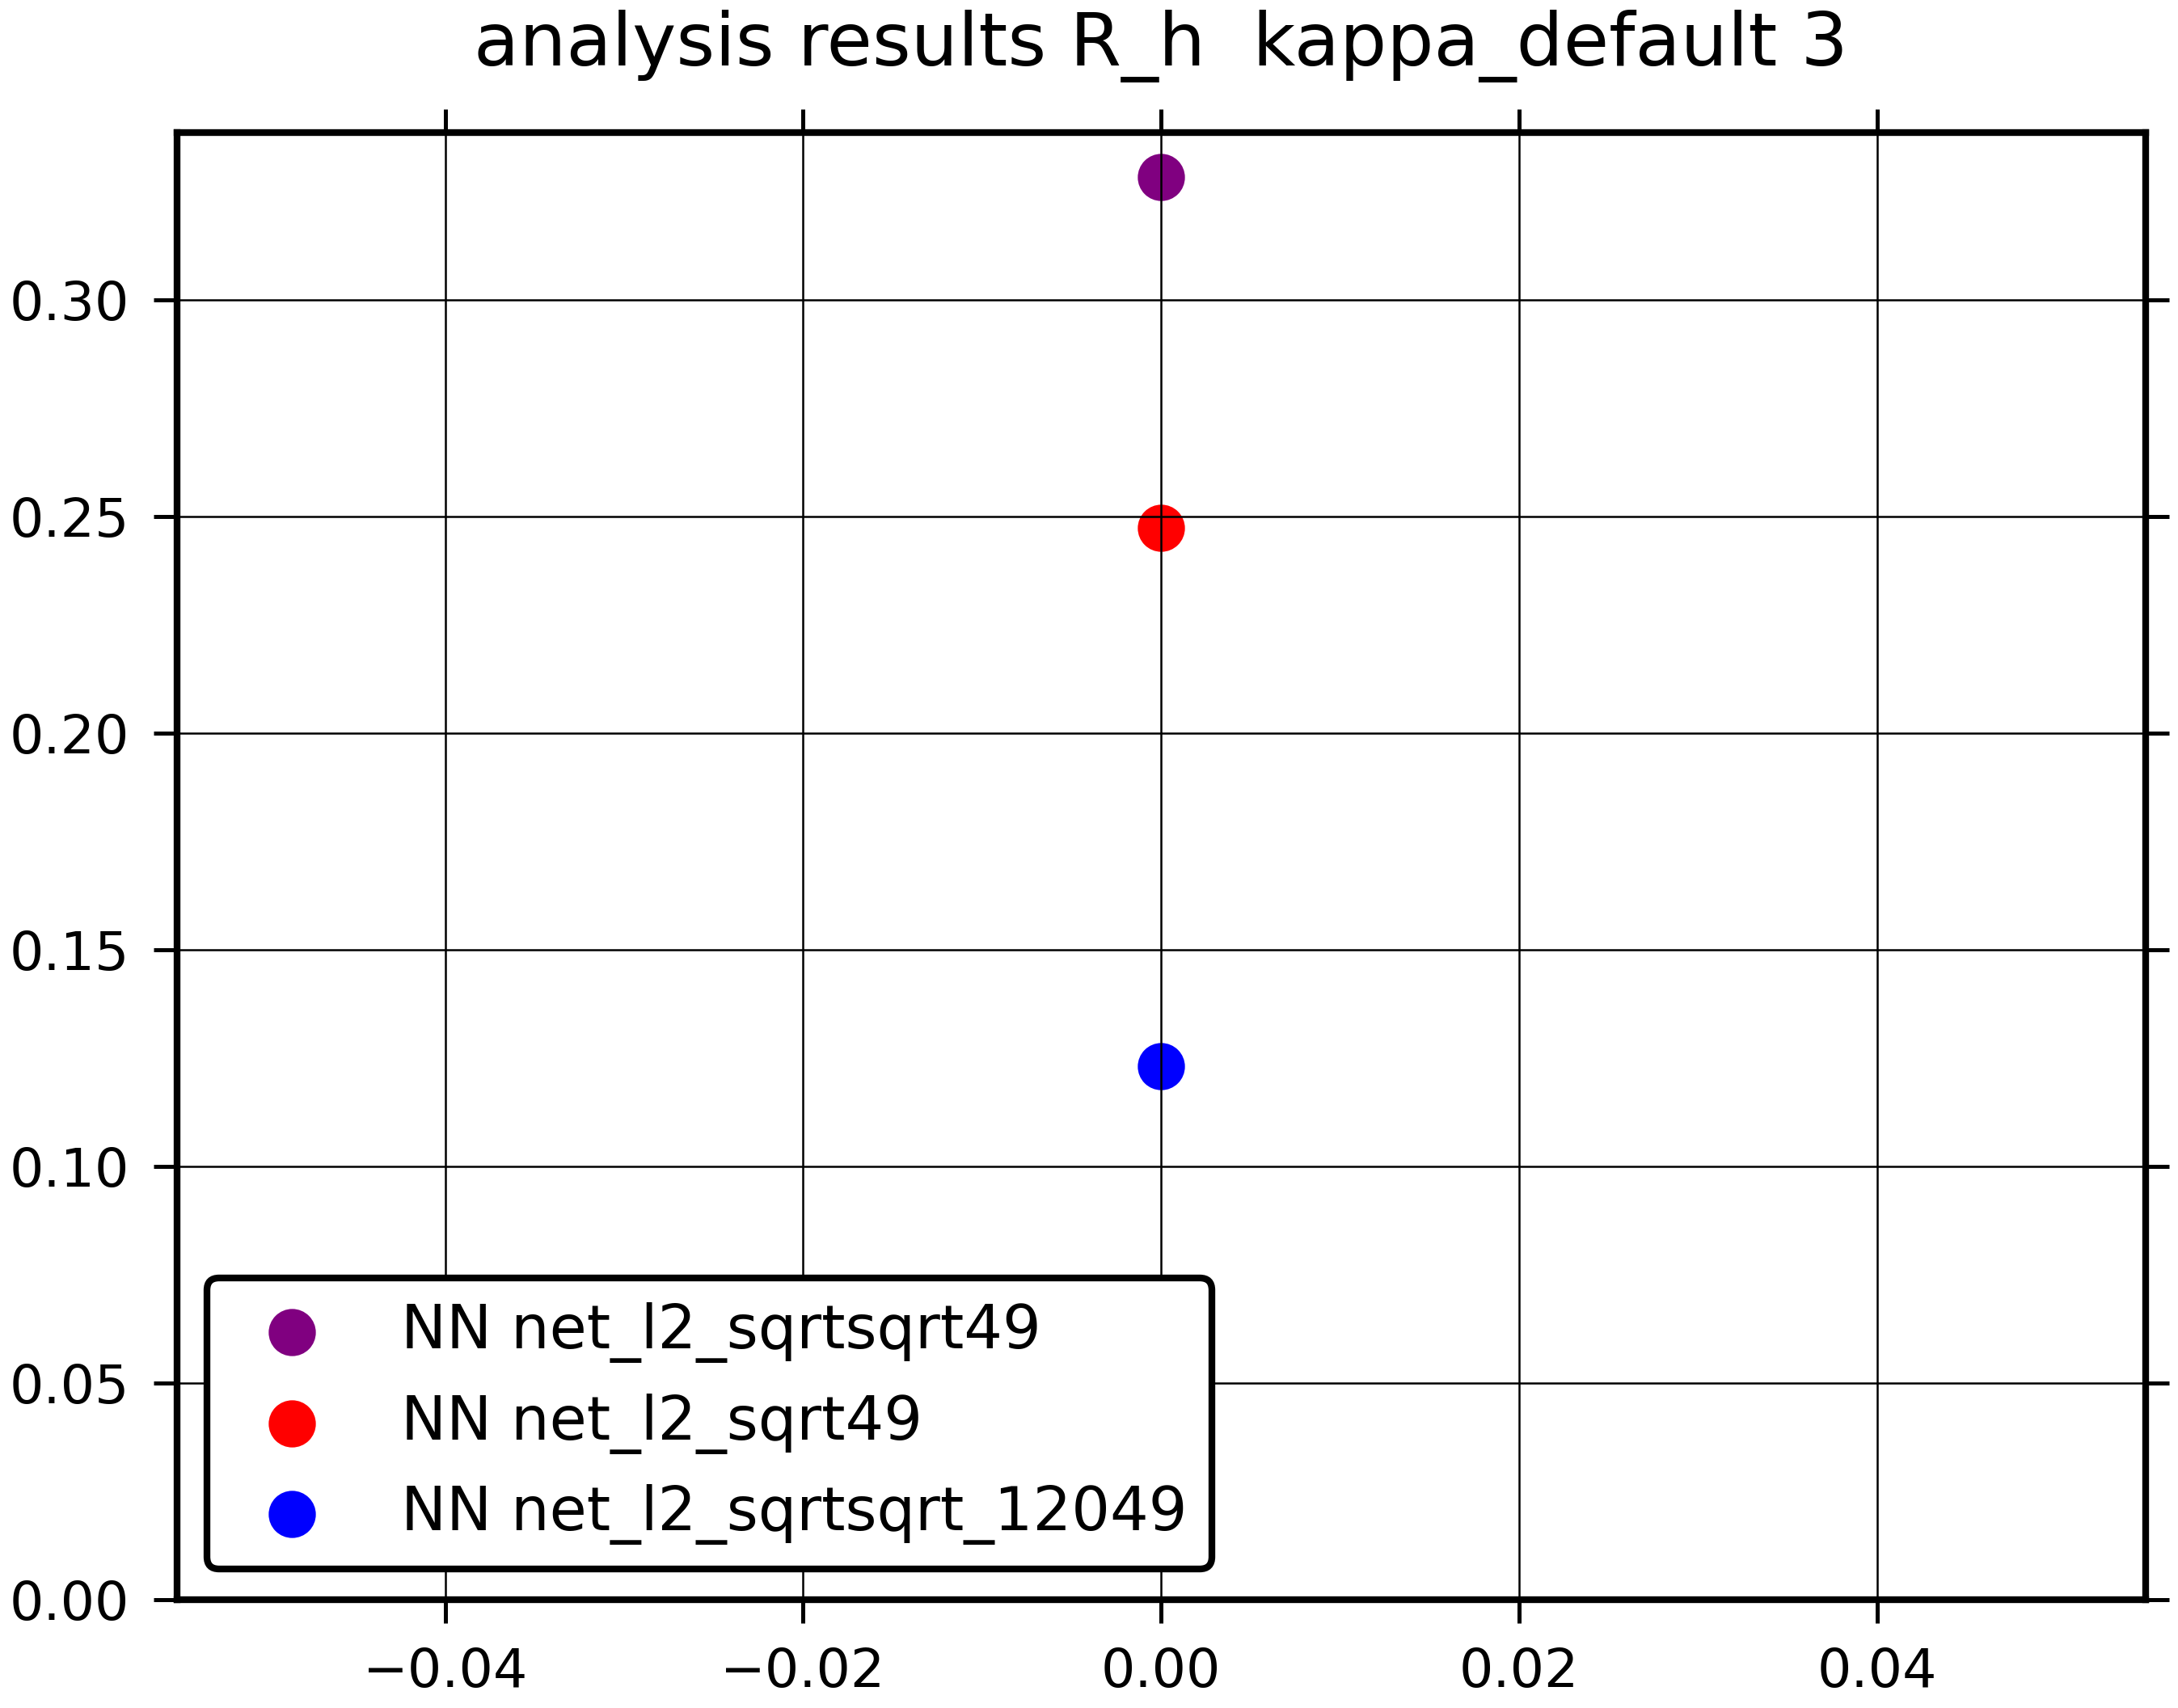 analysis results R_h  kappa_default 3
0.30
0.25
0.20
0.15
0.10
0.05
0.00
NN net_l2_sqrtsqrt49
NN net_l2_sqrt49
NN net_l2_sqrtsqrt_12049
−0.04 −0.02 0.00 0.02 0.04